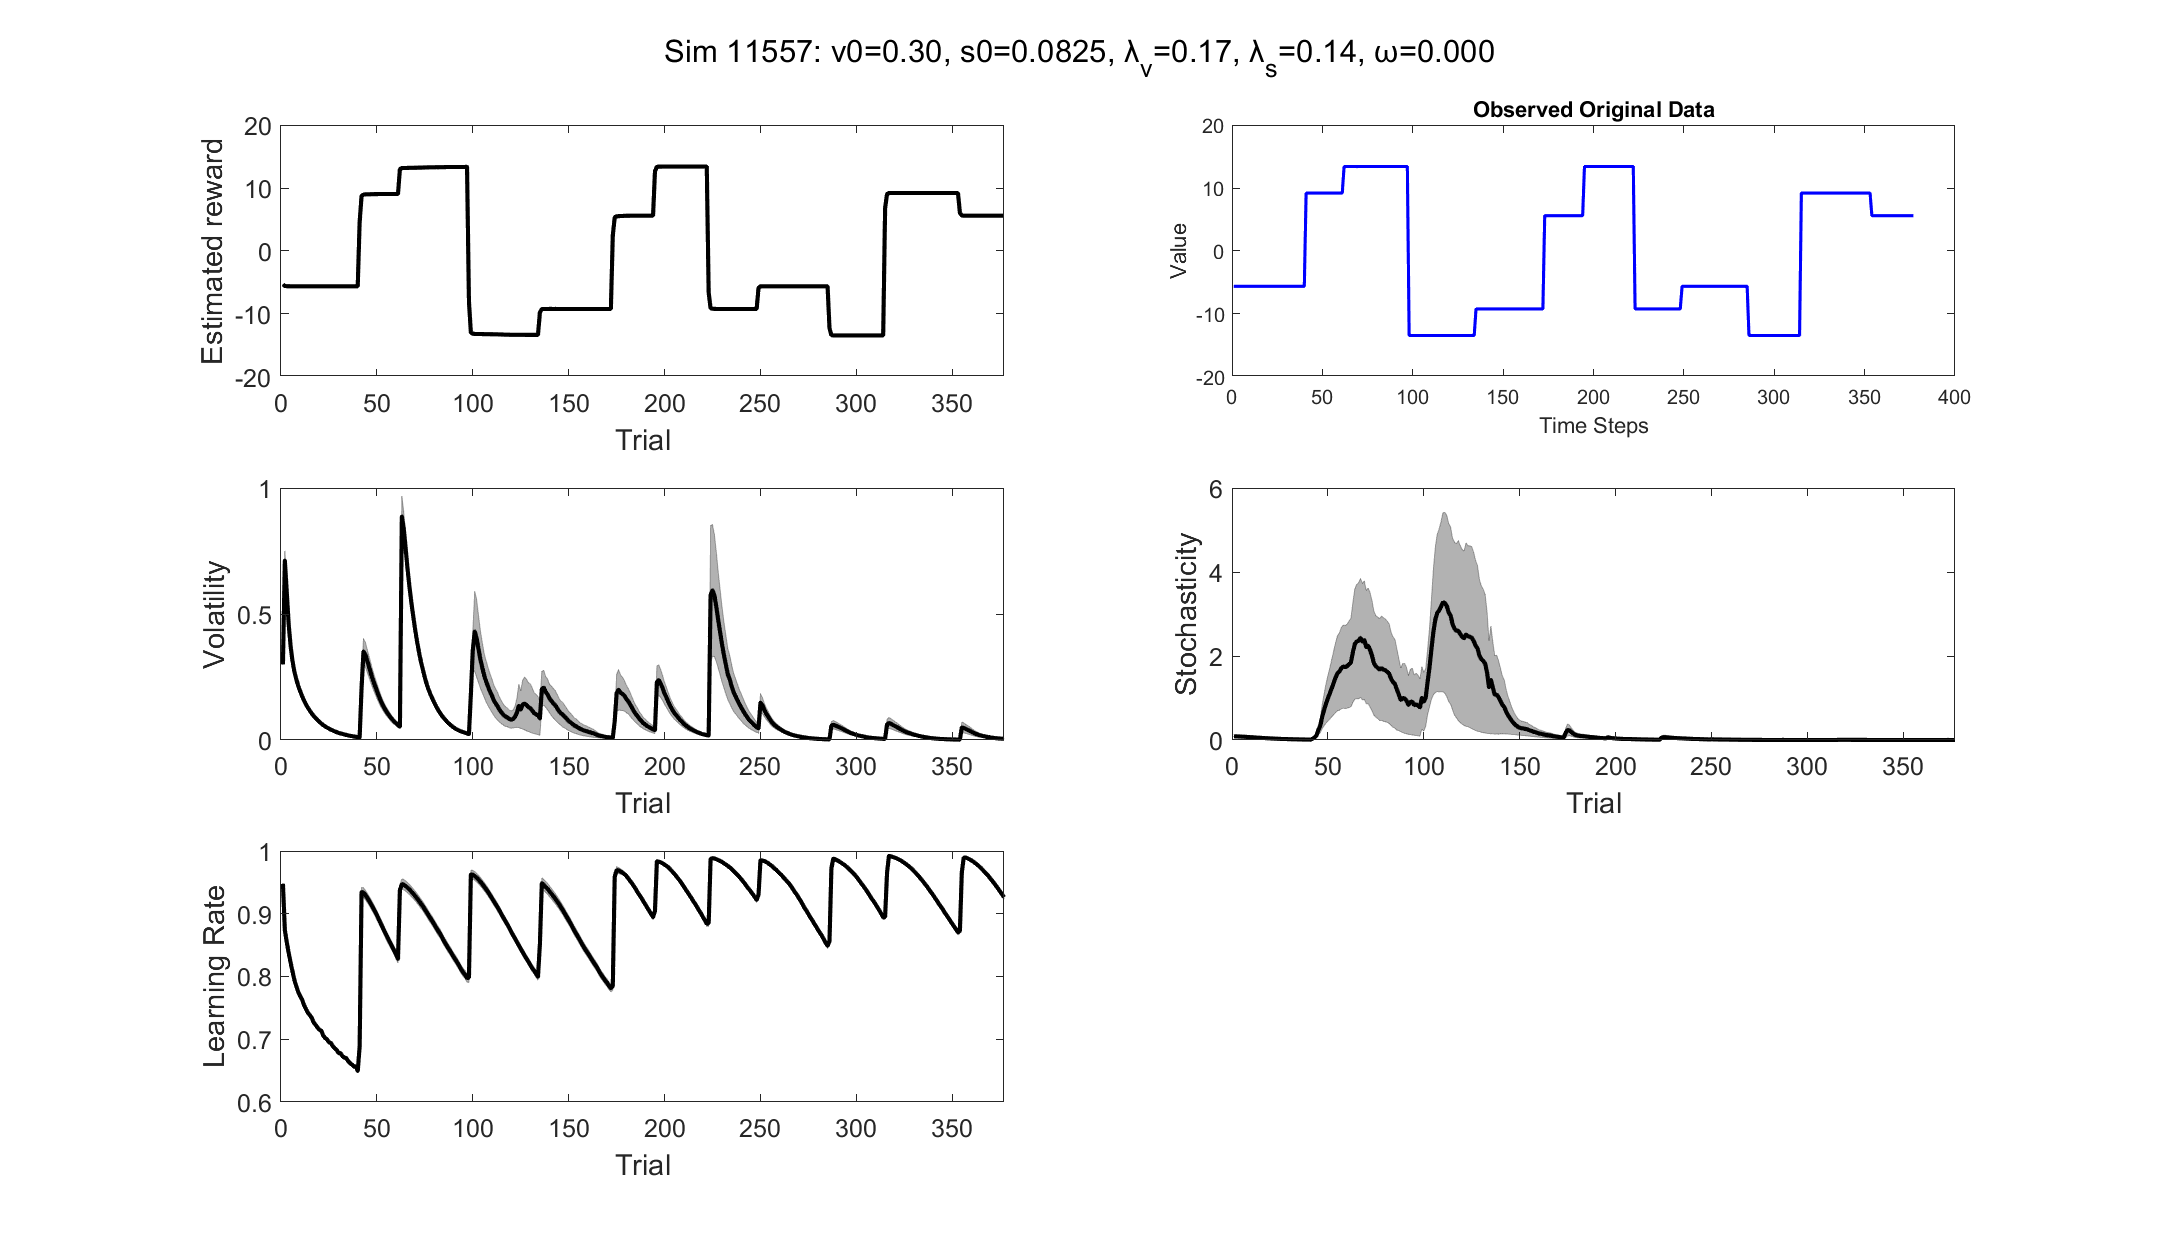 Sim 11557: v0=0.30, s0=0.0825, λ_v=0.17, λ_s=0.14, ω=0.000
Estimated reward
20
10
0
-10
-20
0 50 100 150 200 250 300 350
Trial
Observed Original Data
Value
20
10
0
-10
-20
0 50 100 150 200 250 300 350 400
Time Steps
Volatility
1
0.5
0
0 50 100 150 200 250 300 350
Trial
Stochasticity
6
4
2
0
0 50 100 150 200 250 300 350
Trial
Learning Rate
1
0.9
0.8
0.7
0.6
0 50 100 150 200 250 300 350
Trial